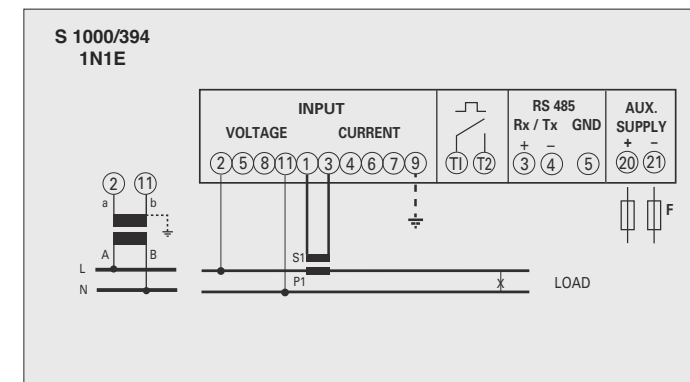 S 1000/394
1N1E
INPUT
VOLTAGE CURRENT
2 5 8 11 1 3 4 6 7 9
T1 T2
RS 485
Rx / Tx GND
+ −
3 4 5
AUX.
SUPPLY
+ −
20 21
F
2 11
a b
A B
L
N
S1
P1
X
LOAD